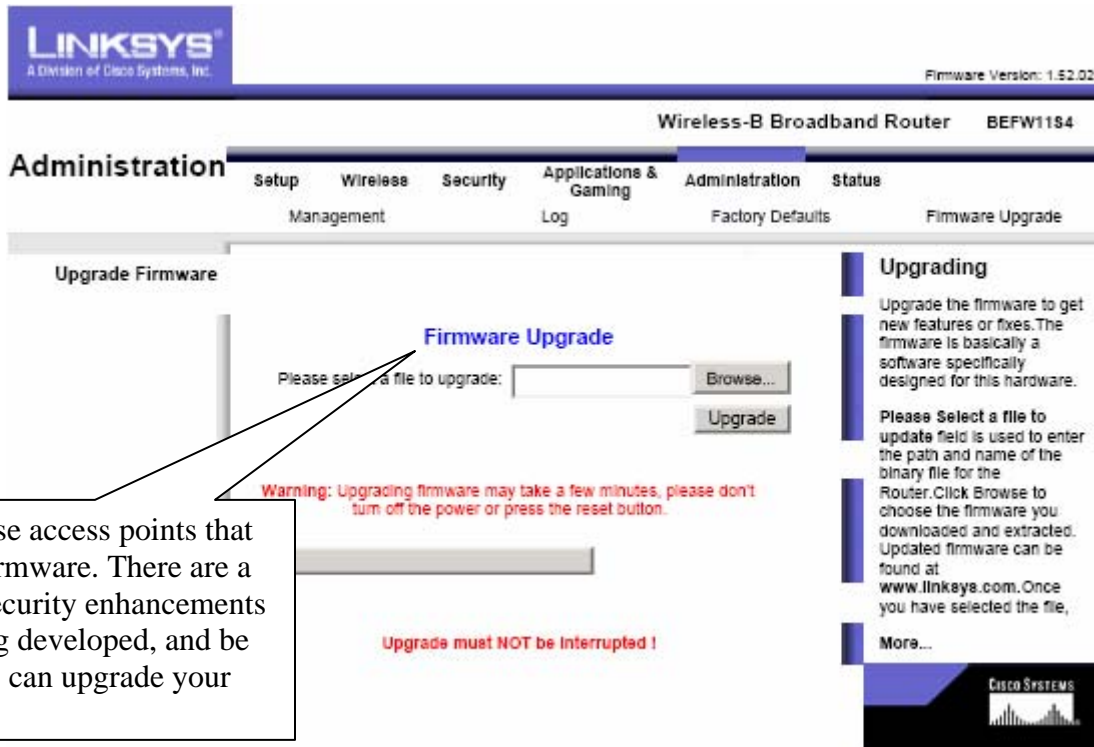 LINKSYS®
A Division of Cisco Systems, Inc.
Firmware Version: 1.52.02
Wireless-B Broadband Router BEFW11S4
Administration
Setup Wireless Security Applications & Gaming Administration Status
Management Log Factory Defaults Firmware Upgrade
Upgrade Firmware
Firmware Upgrade
Please select a file to upgrade:
Browse...
Upgrade
Warning: Upgrading firmware may take a few minutes, please don't
turn off the power or press the reset button.
Upgrade must NOT be interrupted !
se access points that
rmware. There are a
ecurity enhancements
g developed, and be
can upgrade your
Upgrading
Upgrade the firmware to get
new features or fixes.The
firmware is basically a
software specifically
designed for this hardware.
Please Select a file to
update field is used to enter
the path and name of the
binary file for the
Router.Click Browse to
choose the firmware you
downloaded and extracted.
Updated firmware can be
found at
www.linksys.com.Once
you have selected the file,
More...
CISCO SYSTEMS